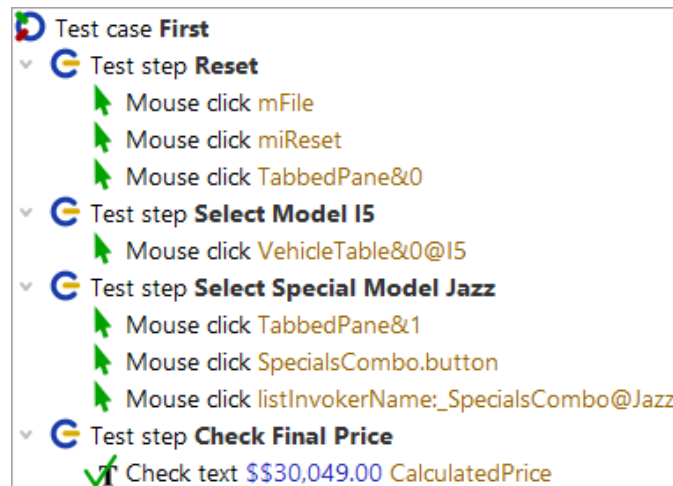 Test case First
Test step Reset
Mouse click mFile
Mouse click miReset
Mouse click TabbedPane&0
Test step Select Model I5
Mouse click VehicleTable&0@I5
Test step Select Special Model Jazz
Mouse click TabbedPane&1
Mouse click SpecialsCombo.button
Mouse click listInvokerName:_SpecialsCombo@Jazz
Test step Check Final Price
Check text $$30,049.00 CalculatedPrice